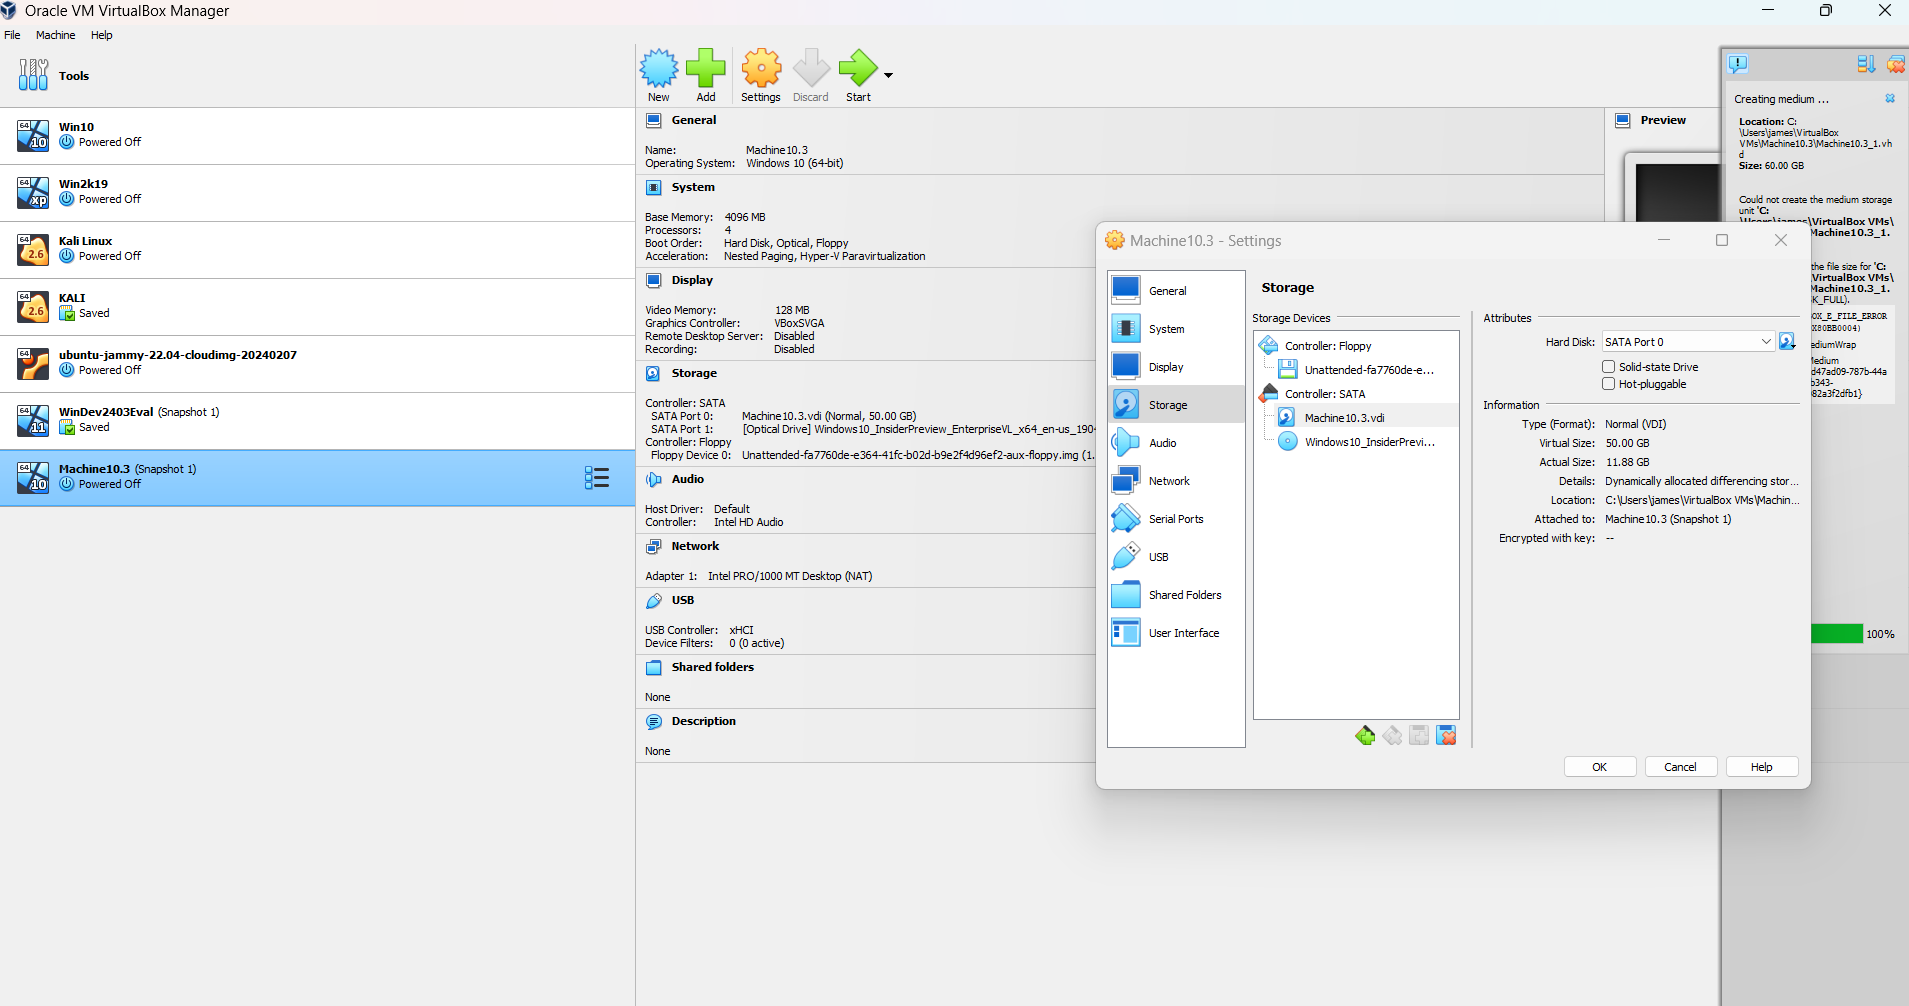 Oracle VM VirtualBox Manager
File Machine Help
Tools
Win10
Powered Off
Win2k19
Powered Off
Kali Linux
Powered Off
KALI
Saved
ubuntu-jammy-22.04-cloudimg-20240207
Powered Off
WinDev2403Eval (Snapshot 1)
Saved
Machine10.3 (Snapshot 1)
Powered Off
New Add Settings Discard Start
General
Name: Machine10.3
Operating System: Windows 10 (64-bit)
System
Base Memory: 4096 MB
Processors: 4
Boot Order: Hard Disk, Optical, Floppy
Acceleration: Nested Paging, Hyper-V Paravirtualization
Display
Video Memory: 128 MB
Graphics Controller: VBoxSVGA
Remote Desktop Server: Disabled
Recording: Disabled
Storage
Controller: SATA
SATA Port 0: Machine10.3.vdi (Normal, 50.00 GB)
SATA Port 1: [Optical Drive] Windows10_InsiderPreview_EnterpriseVL_x64_en-us_190
Controller: Floppy
Floppy Device 0: Unattended-fa7760de-e364-41fc-b02d-b9e2f4d96ef2-aux-floppy.img (1.
Audio
Host Driver: Default
Controller: Intel HD Audio
Network
Adapter 1: Intel PRO/1000 MT Desktop (NAT)
USB
USB Controller: xHCI
Device Filters: 0 (0 active)
Shared folders
None
Description
None
Preview
Creating medium ...
Location: C:
\Users\james\VirtualBox
VMs\Machine10.3\Machine10.3_1.vh
d
Size: 60.00 GB
Could not create the medium storage
unit 'C:
\Users\james\VirtualBox VMs\
Machine10.3_1.
the file size for 'C:
VirtualBox VMs\
Machine10.3_1.
K_FULL).
OX_E_FILE_ERROR
X80BB0004)
ediumWrap
Medium
d47ad09-787b-44a
b343-
82a3f2dfb1}
100%
Machine10.3 - Settings
General
System
Display
Storage
Audio
Network
Serial Ports
USB
Shared Folders
User Interface
Storage
Storage Devices
Controller: Floppy
Unattended-fa7760de-e...
Controller: SATA
Machine10.3.vdi
Windows10_InsiderPrevi...
Attributes
Hard Disk: SATA Port 0
Solid-state Drive
Hot-pluggable
Information
Type (Format): Normal (VDI)
Virtual Size: 50.00 GB
Actual Size: 11.88 GB
Details: Dynamically allocated differencing stor...
Location: C:\Users\james\VirtualBox VMs\Machin...
Attached to: Machine10.3 (Snapshot 1)
Encrypted with key: --
OK Cancel Help